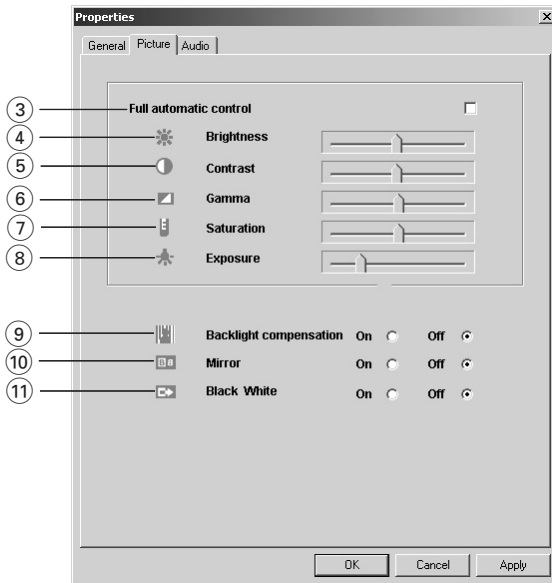 Properties
General Picture Audio
③ Full automatic control
④ Brightness
⑤ Contrast
⑥ Gamma
⑦ Saturation
⑧ Exposure
⑨ Backlight compensation On Off
⑩ Mirror On Off
⑪ Black White On Off
OK Cancel Apply